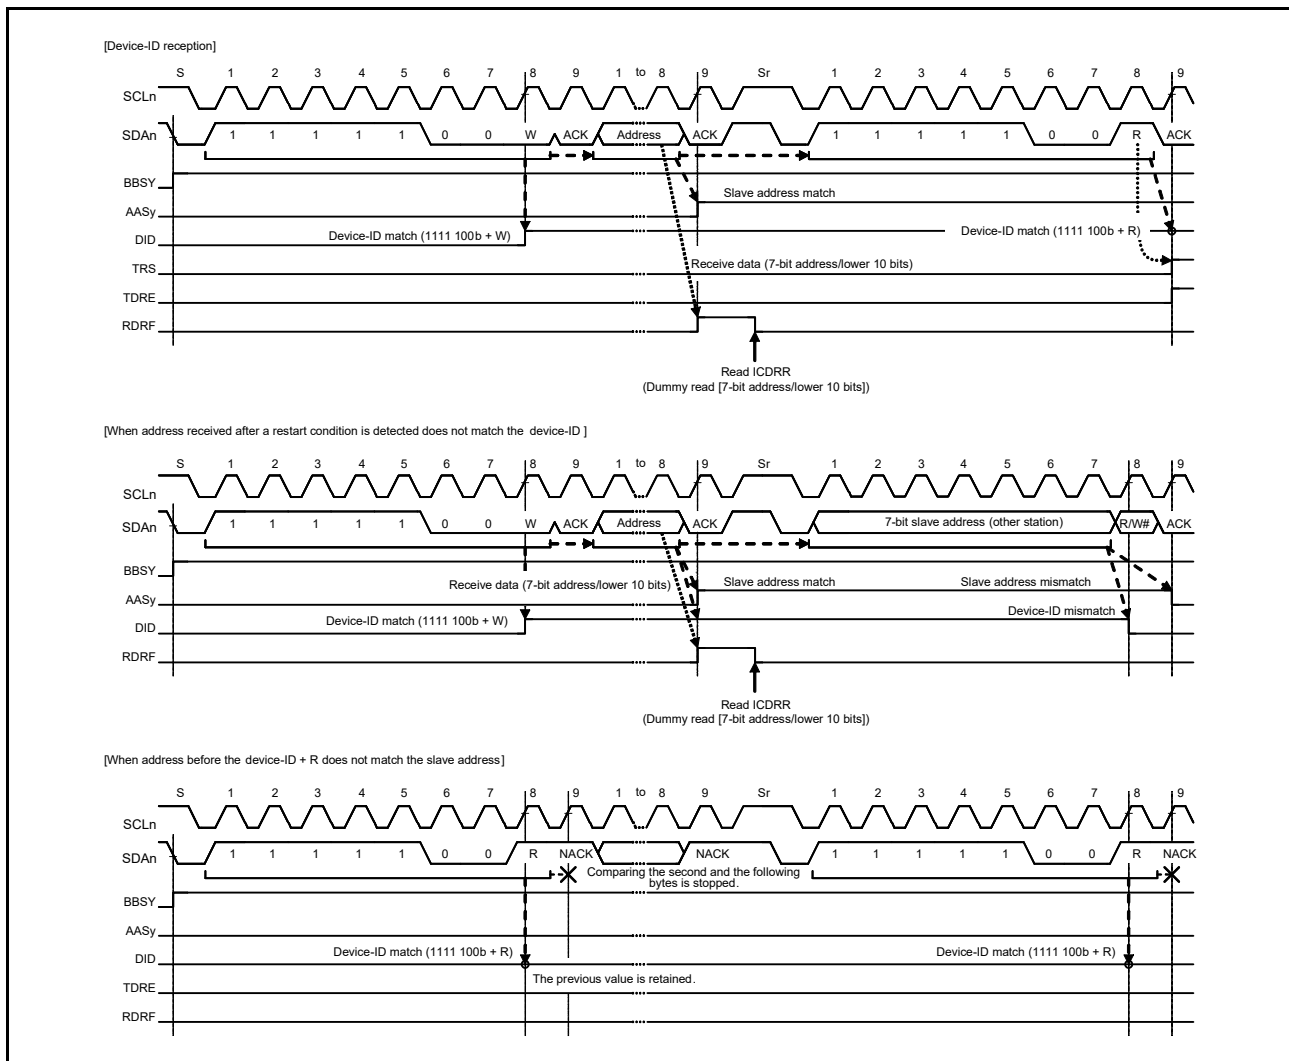 [Device-ID reception]
S 1 2 3 4 5 6 7 8 9 1 to 8 9 Sr 1 2 3 4 5 6 7 8 9
SCLn
SDAn 1 1 1 1 1 0 0 W ACK Address ACK 1 1 1 1 1 0 0 R ACK
BBSY
Slave address match
AASy
Device-ID match (1111 100b + W) Device-ID match (1111 100b + R)
DID
Receive data (7-bit address/lower 10 bits)
TRS
TDRE
RDRF
Read ICDRR
(Dummy read [7-bit address/lower 10 bits])
[When address received after a restart condition is detected does not match the device-ID ]
S 1 2 3 4 5 6 7 8 9 1 to 8 9 Sr 1 2 3 4 5 6 7 8 9
SCLn
SDAn 1 1 1 1 1 0 0 W ACK Address ACK 7-bit slave address (other station) R/W# ACK
BBSY
Receive data (7-bit address/lower 10 bits) Slave address match Slave address mismatch
AASy
Device-ID match (1111 100b + W) Device-ID mismatch
DID
RDRF
Read ICDRR
(Dummy read [7-bit address/lower 10 bits])
[When address before the device-ID + R does not match the slave address]
S 1 2 3 4 5 6 7 8 9 1 to 8 9 Sr 1 2 3 4 5 6 7 8 9
SCLn
SDAn 1 1 1 1 1 0 0 R NACK NACK 1 1 1 1 1 0 0 R NACK
Comparing the second and the following
bytes is stopped.
BBSY
AASy
Device-ID match (1111 100b + R) Device-ID match (1111 100b + R)
DID
The previous value is retained.
TDRE
RDRF